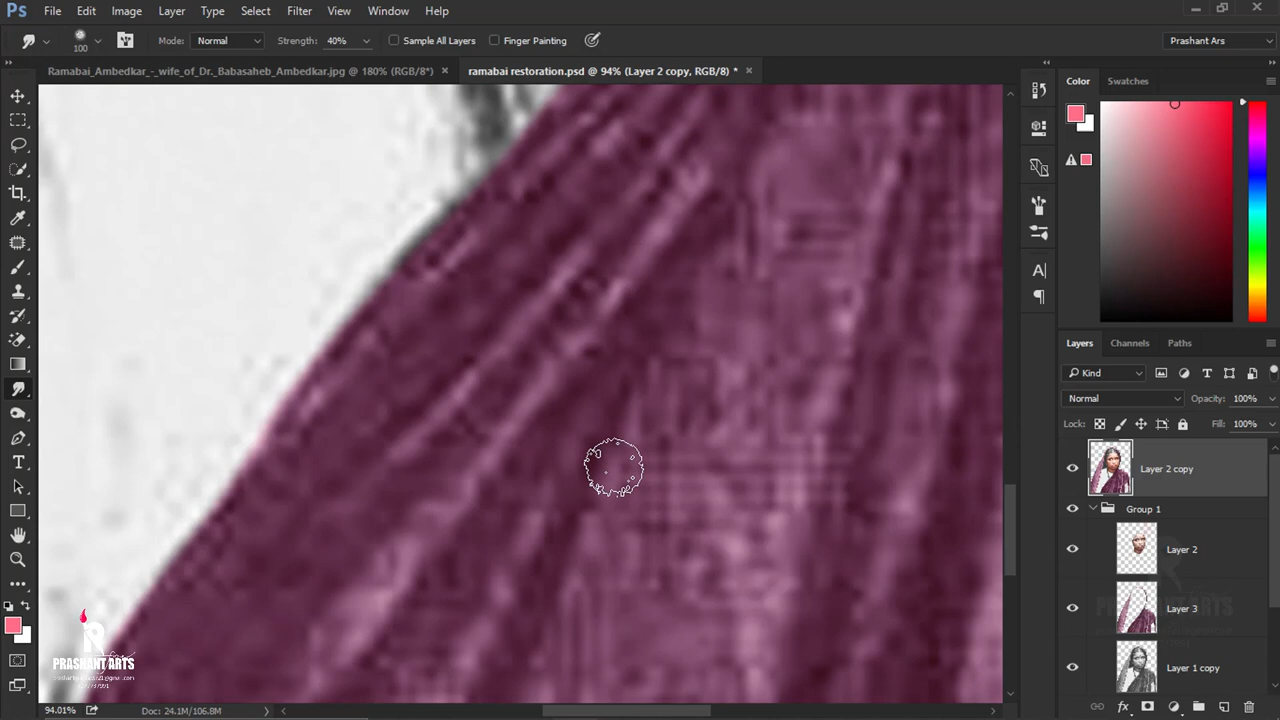 Ps File Edit Image Layer Type Select Filter View Window Help
100 Mode: Normal Strength: 40% Sample All Layers Finger Painting Prashant Ars
Ramabai_Ambedkar_-_wife_of_Dr._Babasaheb_Ambedkar.jpg @ 180% (RGB/8*) × ramabai restoration.psd @ 94% (Layer 2 copy, RGB/8) * ×
Color Swatches
Layers Channels Paths
Kind
Normal Opacity: 100%
Lock: Fill: 100%
Layer 2 copy
Group 1
Layer 2
Layer 3
Layer 1 copy
PRASHANT ARTS
94.01% Doc: 24.1M/106.8M